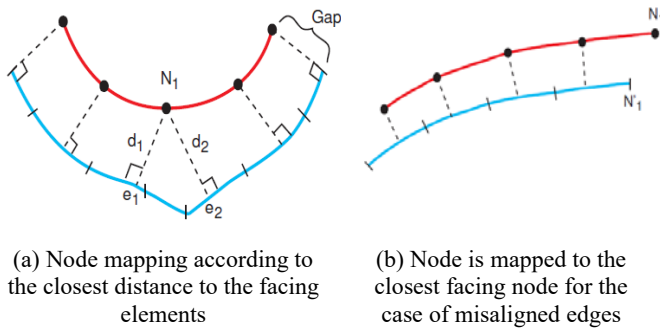 Gap
N1
d1
d2
e1
e2
N
N'1
(a) Node mapping according to
the closest distance to the facing
elements
(b) Node is mapped to the
closest facing node for the
case of misaligned edges